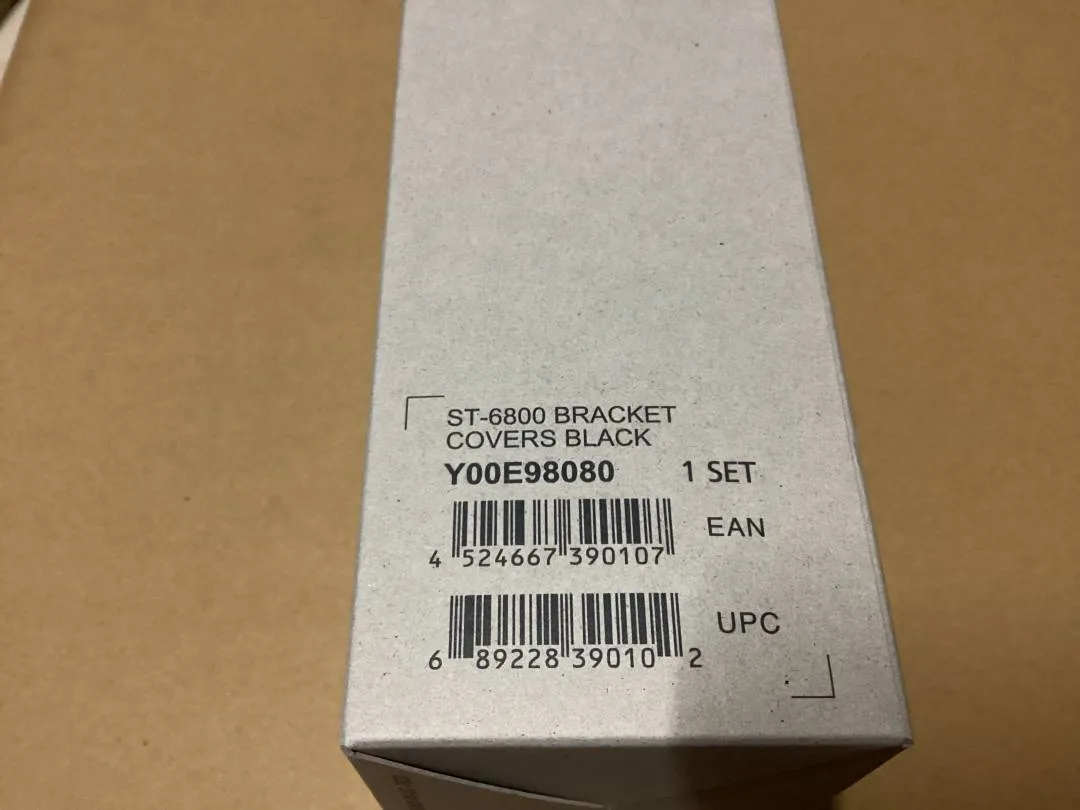 ST-6800 BRACKET
COVERS BLACK
Y00E98080 1 SET
EAN
4 524667 390107
UPC
6 89228 39010 2